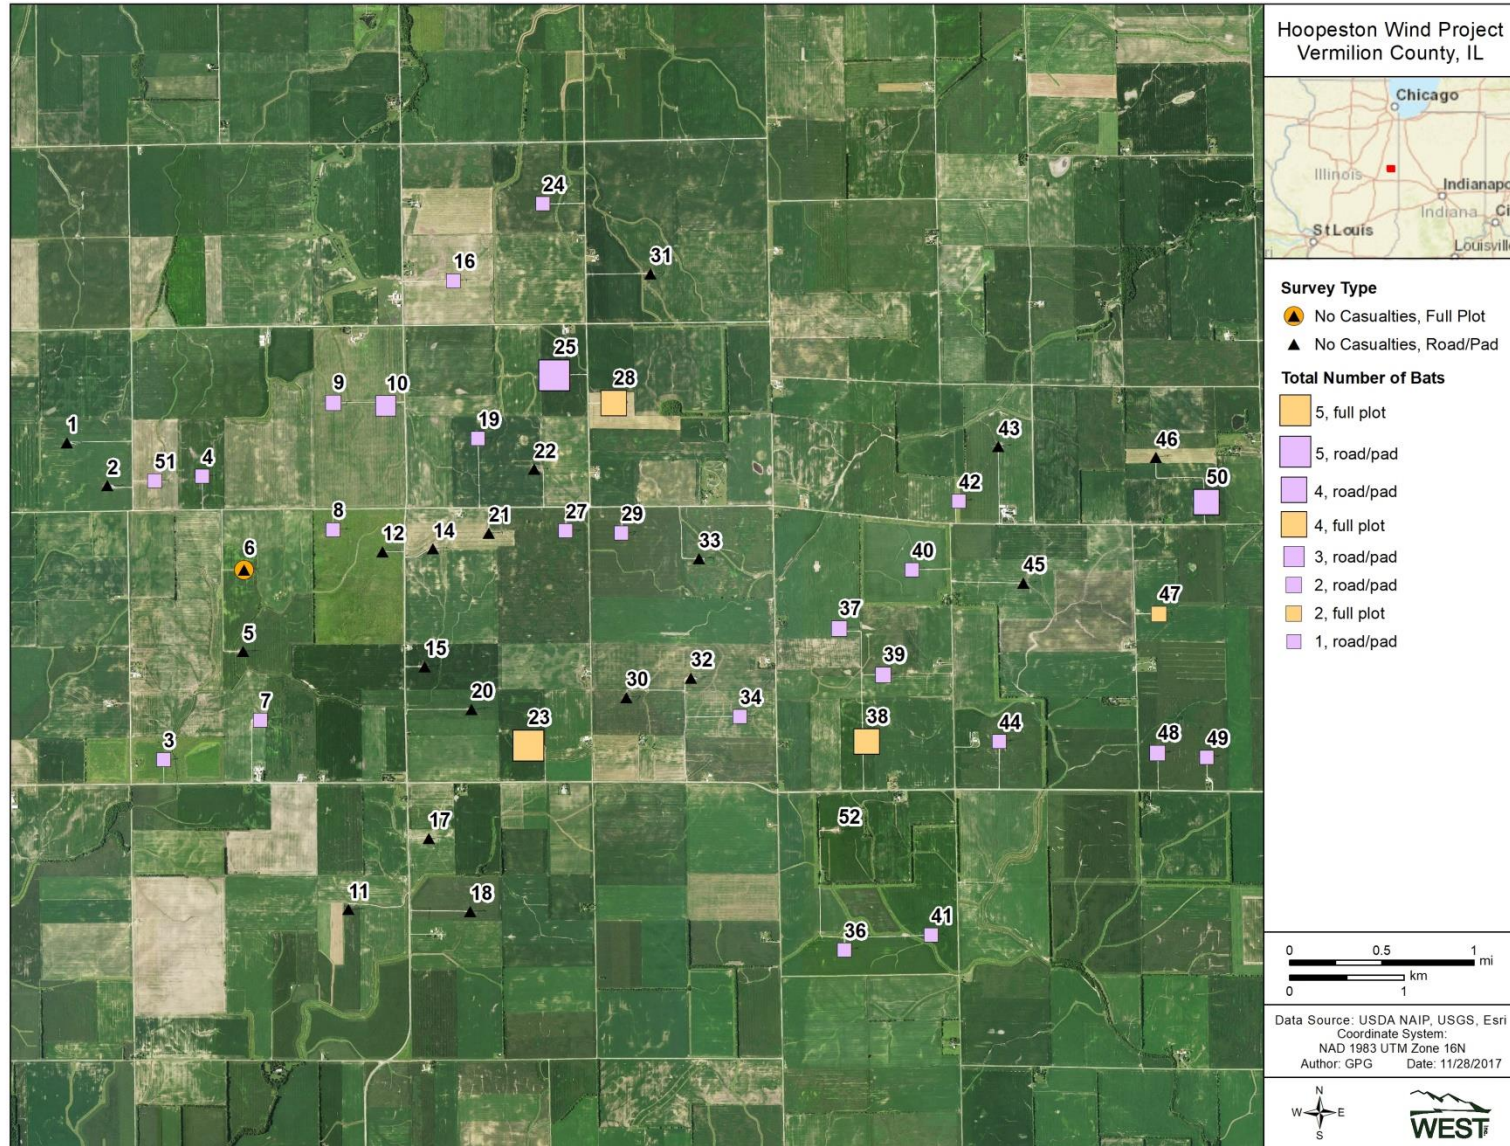 Hoopeston Wind Project
Vermilion County, IL
Chicago
Illinois
Indianapo
Indiana
Ci
St Louis
Louisville
Survey Type
No Casualties, Full Plot
No Casualties, Road/Pad
Total Number of Bats
5, full plot
5, road/pad
4, road/pad
4, full plot
3, road/pad
2, road/pad
2, full plot
1, road/pad
24
16
31
25
28
9
10
19
1
43
46
22
2
51
4
42
50
8
12
14
21
27
29
33
6
40
45
47
37
5
15
32
39
30
20
34
7
23
38
44
3
48
49
17
52
11
18
41
36
0 0.5 1
mi
km
0 1
Data Source: USDA NAIP, USGS, Esri
Coordinate System:
NAD 1983 UTM Zone 16N
Author: GPG Date: 11/28/2017
N
W E
S
WEST